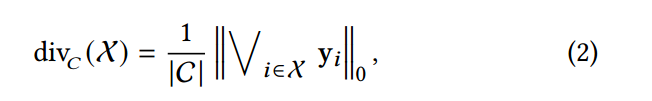 div_C(𝒳) = 1/|C| ‖⋁_{i∈𝒳} y_i‖_0 , (2)